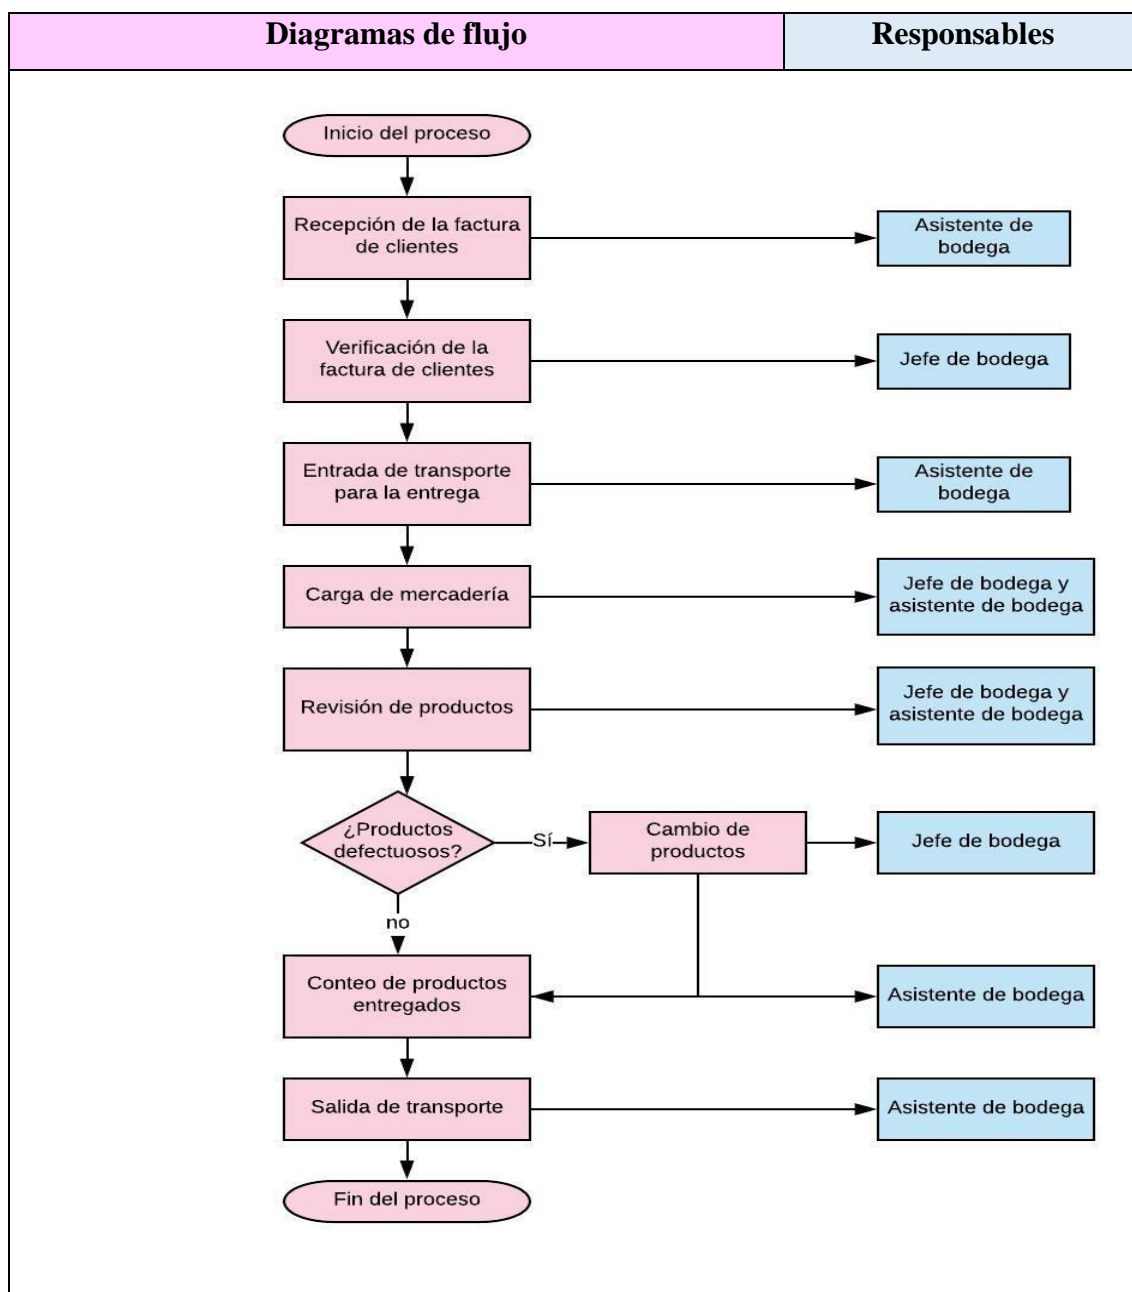 Diagramas de flujo
Responsables
Inicio del proceso
Recepción de la factura
de clientes
Asistente de
bodega
Verificación de la
factura de clientes
Jefe de bodega
Entrada de transporte
para la entrega
Asistente de
bodega
Carga de mercadería
Jefe de bodega y
asistente de bodega
Revisión de productos
Jefe de bodega y
asistente de bodega
¿Productos
defectuosos?
Sí
Cambio de
productos
Jefe de bodega
no
Conteo de productos
entregados
Asistente de bodega
Salida de transporte
Asistente de bodega
Fin del proceso